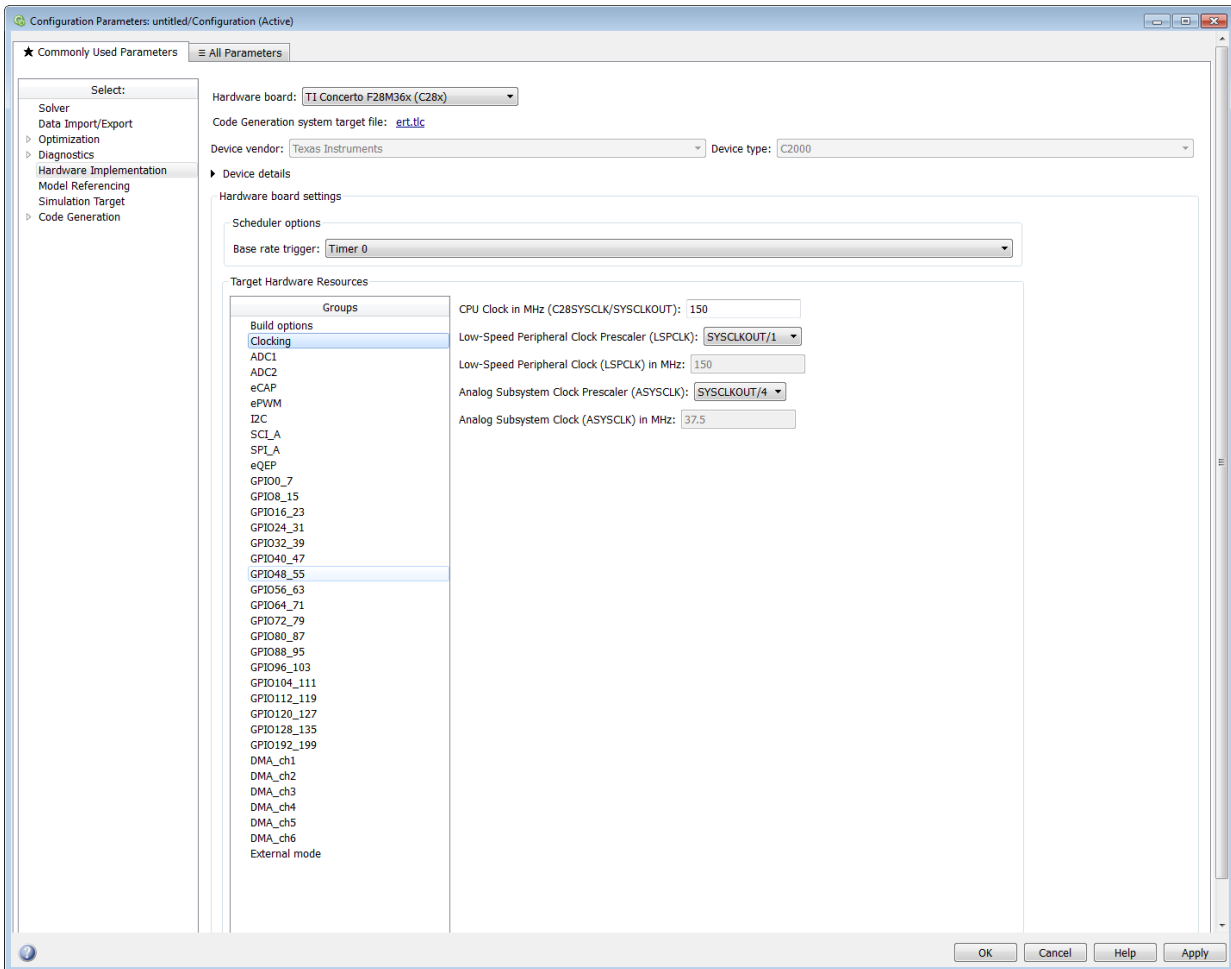 Configuration Parameters: untitled/Configuration (Active)
★ Commonly Used Parameters ≡ All Parameters
Select:
Solver
Data Import/Export
Optimization
Diagnostics
Hardware Implementation
Model Referencing
Simulation Target
Code Generation
Hardware board: TI Concerto F28M36x (C28x)
Code Generation system target file: ert.tlc
Device vendor: Texas Instruments Device type: C2000
Device details
Hardware board settings
Scheduler options
Base rate trigger: Timer 0
Target Hardware Resources
Groups
Build options
Clocking
ADC1
ADC2
eCAP
ePWM
I2C
SCI_A
SPI_A
eQEP
GPIO0_7
GPIO8_15
GPIO16_23
GPIO24_31
GPIO32_39
GPIO40_47
GPIO48_55
GPIO56_63
GPIO64_71
GPIO72_79
GPIO80_87
GPIO88_95
GPIO96_103
GPIO104_111
GPIO112_119
GPIO120_127
GPIO128_135
GPIO192_199
DMA_ch1
DMA_ch2
DMA_ch3
DMA_ch4
DMA_ch5
DMA_ch6
External mode
CPU Clock in MHz (C28SYSCLK/SYSCLKOUT): 150
Low-Speed Peripheral Clock Prescaler (LSPCLK): SYSCLKOUT/1
Low-Speed Peripheral Clock (LSPCLK) in MHz: 150
Analog Subsystem Clock Prescaler (ASYSCLK): SYSCLKOUT/4
Analog Subsystem Clock (ASYSCLK) in MHz: 37.5
? OK Cancel Help Apply